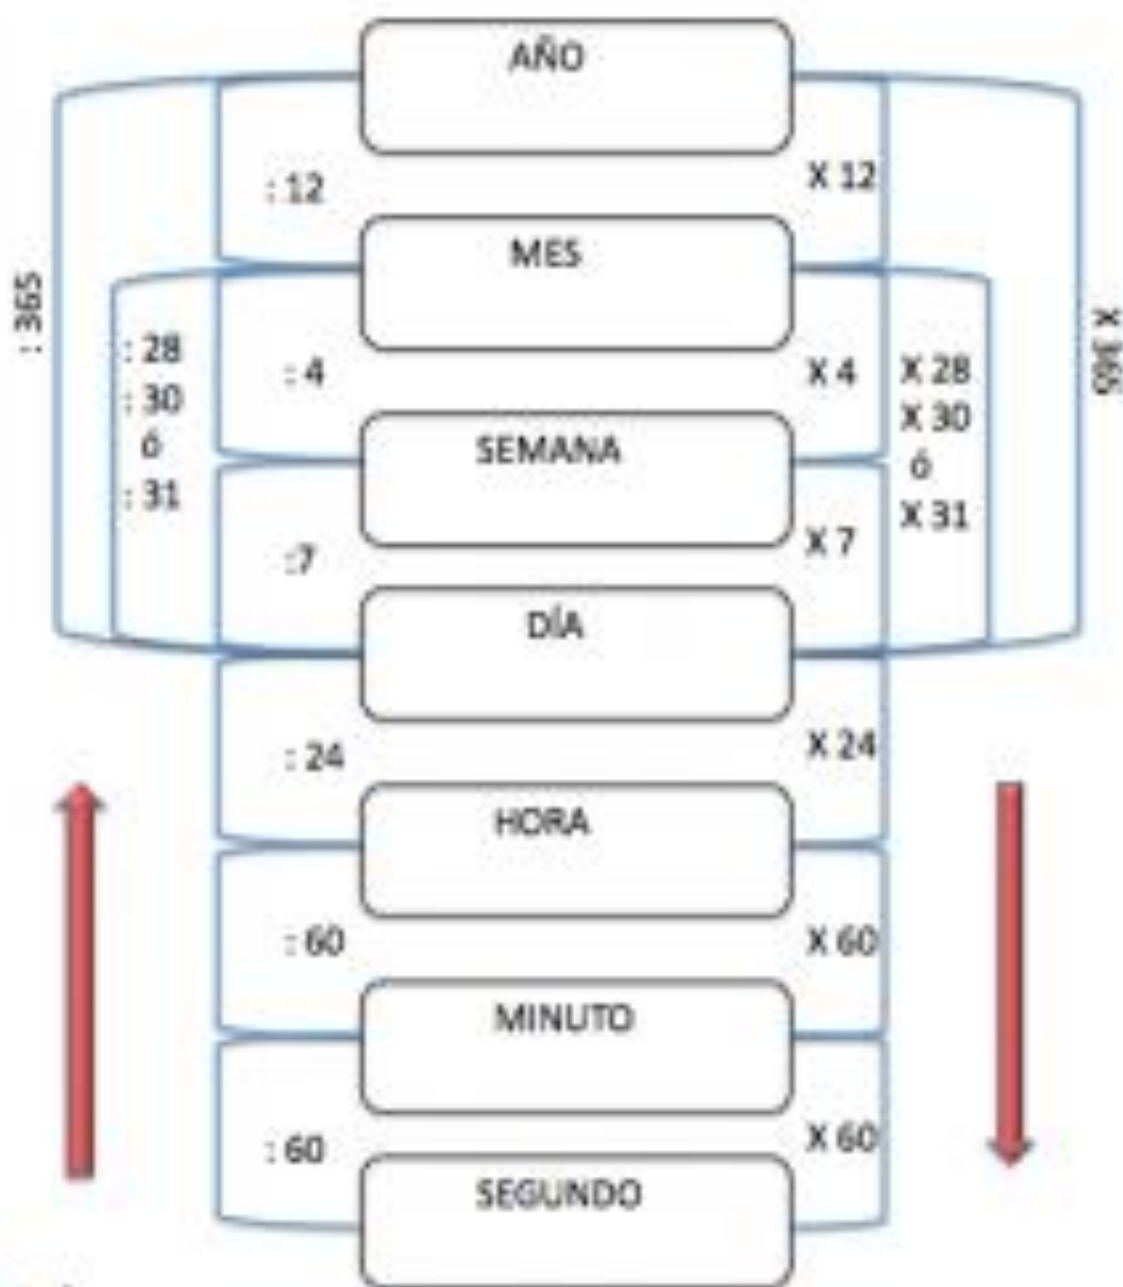 AÑO
: 12
X 12
MES
: 365
X 365
: 28
: 30
ó
: 31
: 4
X 4
X 28
X 30
ó
X 31
SEMANA
:7
X 7
DÍA
: 24
X 24
HORA
: 60
X 60
MINUTO
: 60
X 60
SEGUNDO